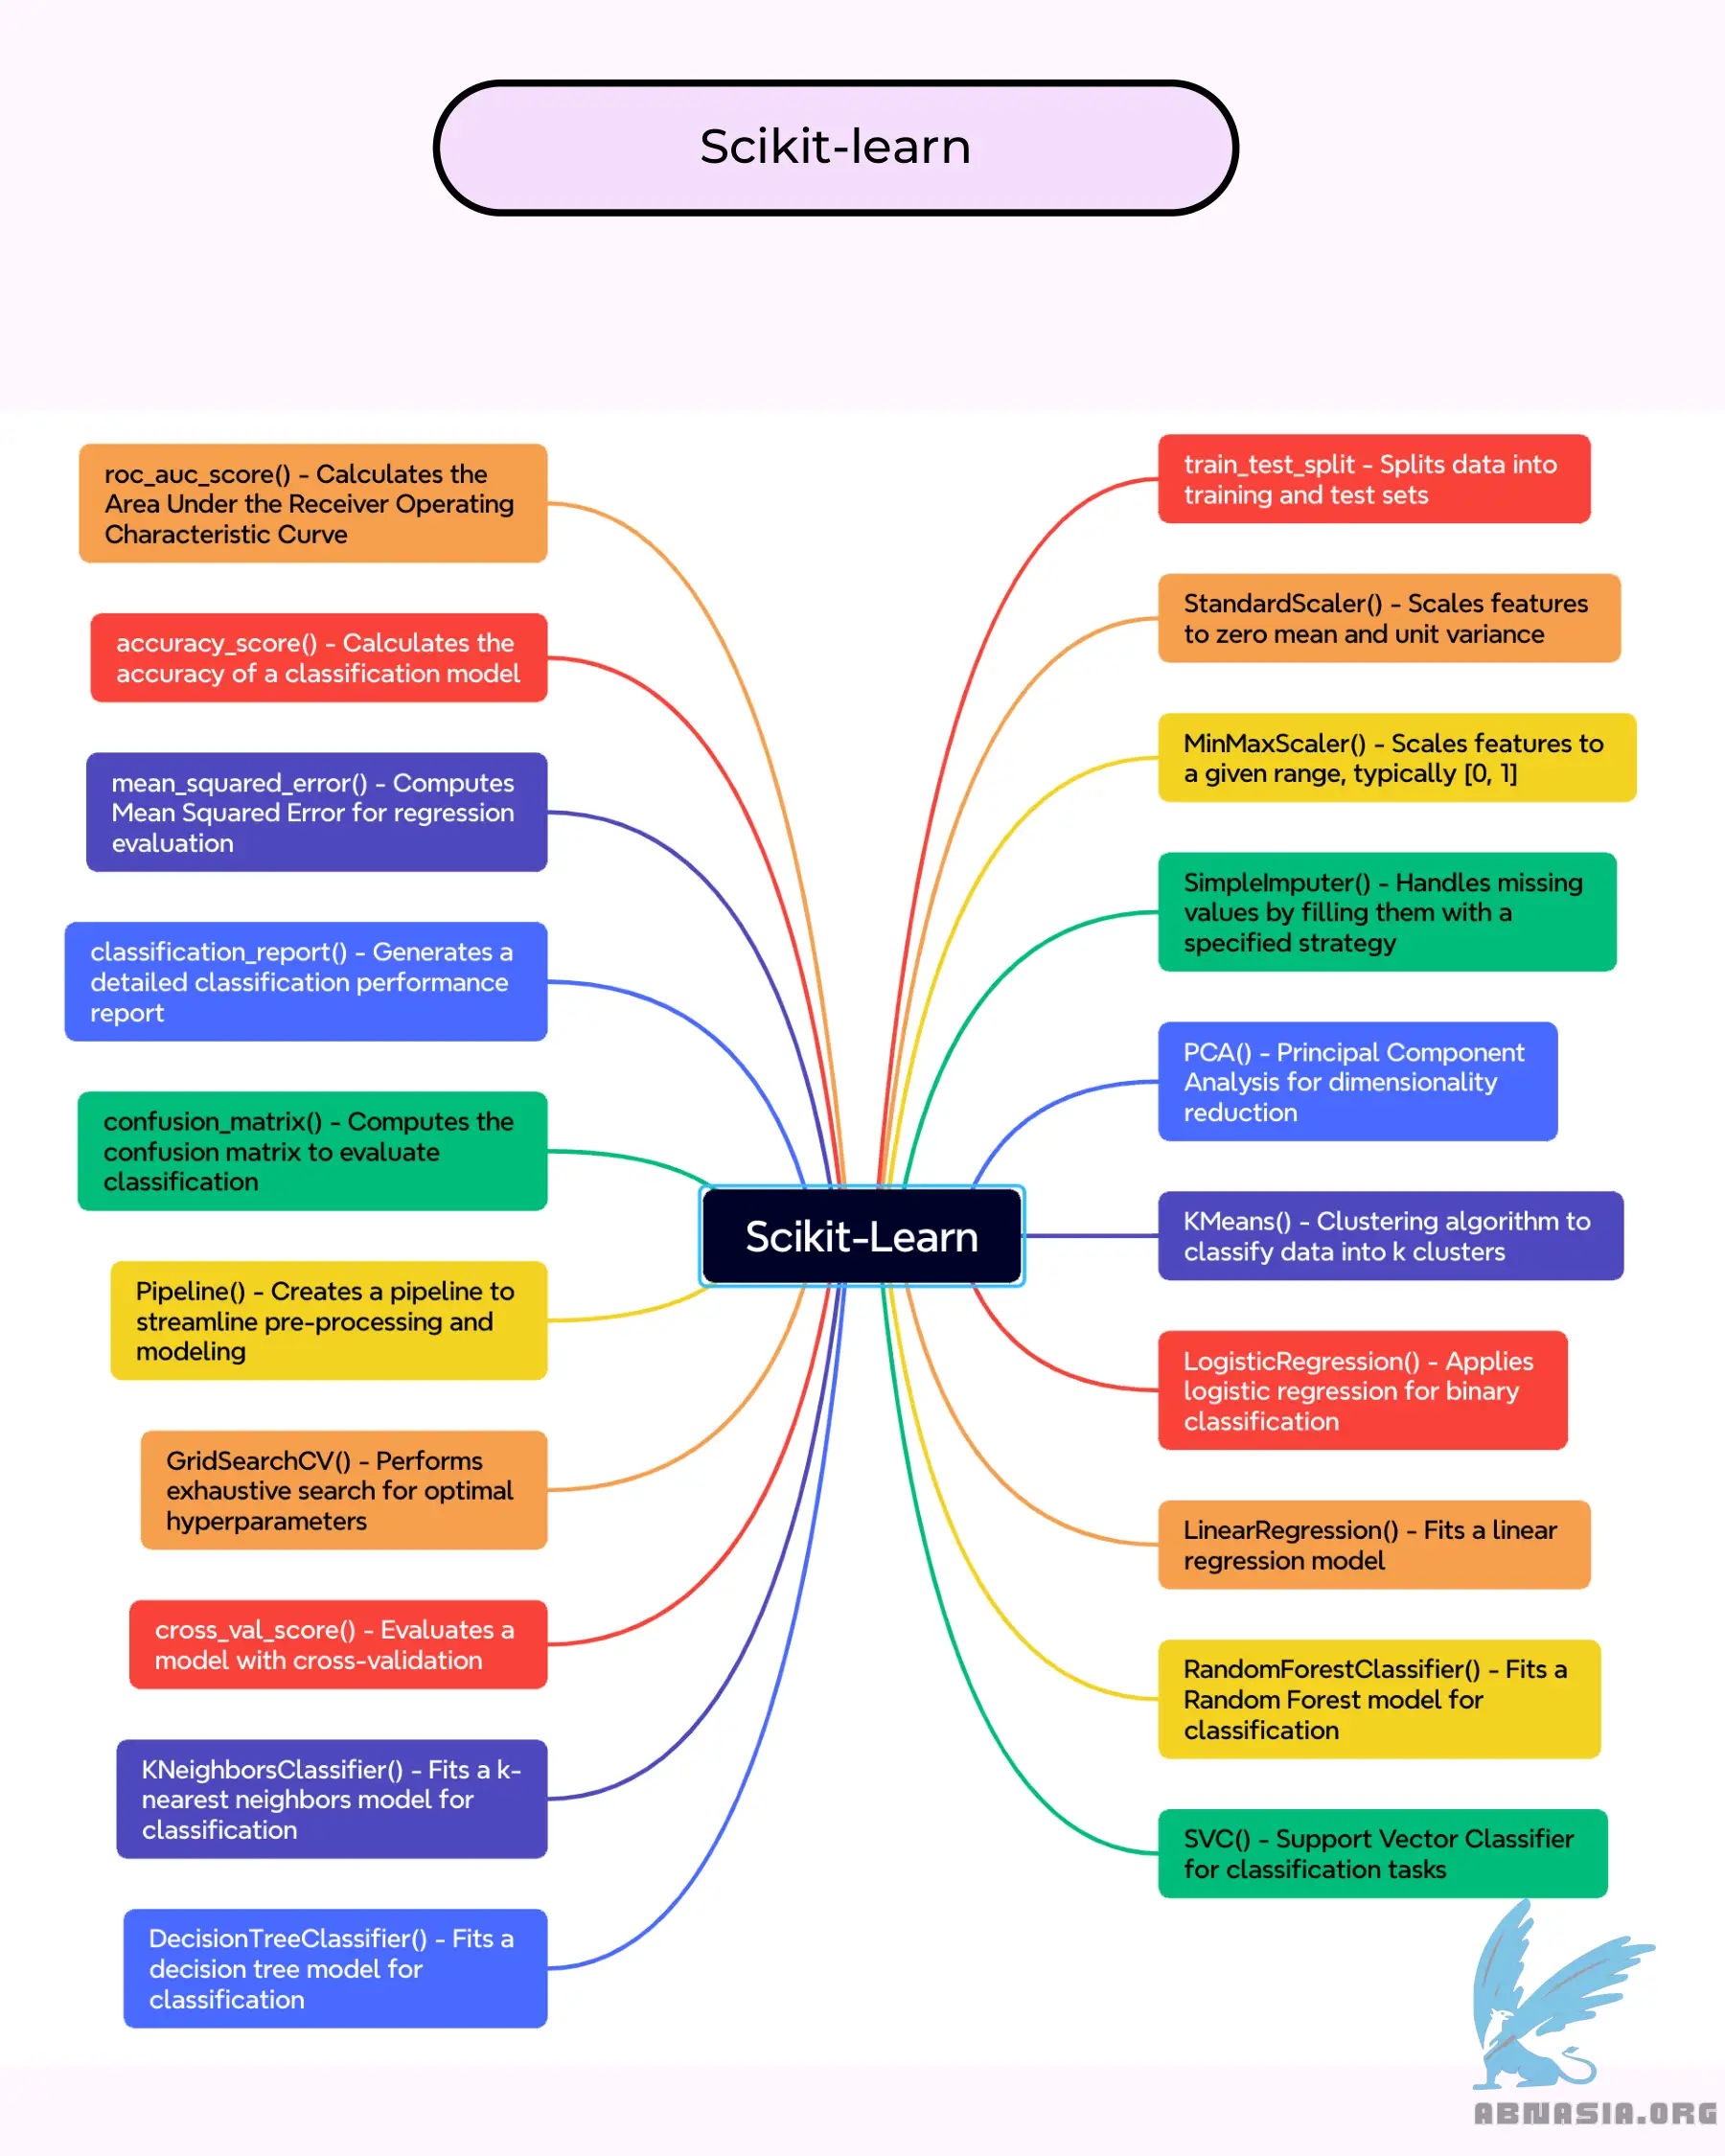 Scikit-learn
roc_auc_score() - Calculates the
Area Under the Receiver Operating
Characteristic Curve
accuracy_score() - Calculates the
accuracy of a classification model
mean_squared_error() - Computes
Mean Squared Error for regression
evaluation
classification_report() - Generates a
detailed classification performance
report
confusion_matrix() - Computes the
confusion matrix to evaluate
classification
Pipeline() - Creates a pipeline to
streamline pre-processing and
modeling
GridSearchCV() - Performs
exhaustive search for optimal
hyperparameters
cross_val_score() - Evaluates a
model with cross-validation
KNeighborsClassifier() - Fits a k-
nearest neighbors model for
classification
DecisionTreeClassifier() - Fits a
decision tree model for
classification
Scikit-Learn
train_test_split - Splits data into
training and test sets
StandardScaler() - Scales features
to zero mean and unit variance
MinMaxScaler() - Scales features to
a given range, typically [0, 1]
SimpleImputer() - Handles missing
values by filling them with a
specified strategy
PCA() - Principal Component
Analysis for dimensionality
reduction
KMeans() - Clustering algorithm to
classify data into k clusters
LogisticRegression() - Applies
logistic regression for binary
classification
LinearRegression() - Fits a linear
regression model
RandomForestClassifier() - Fits a
Random Forest model for
classification
SVC() - Support Vector Classifier
for classification tasks
ABNASIA.ORG